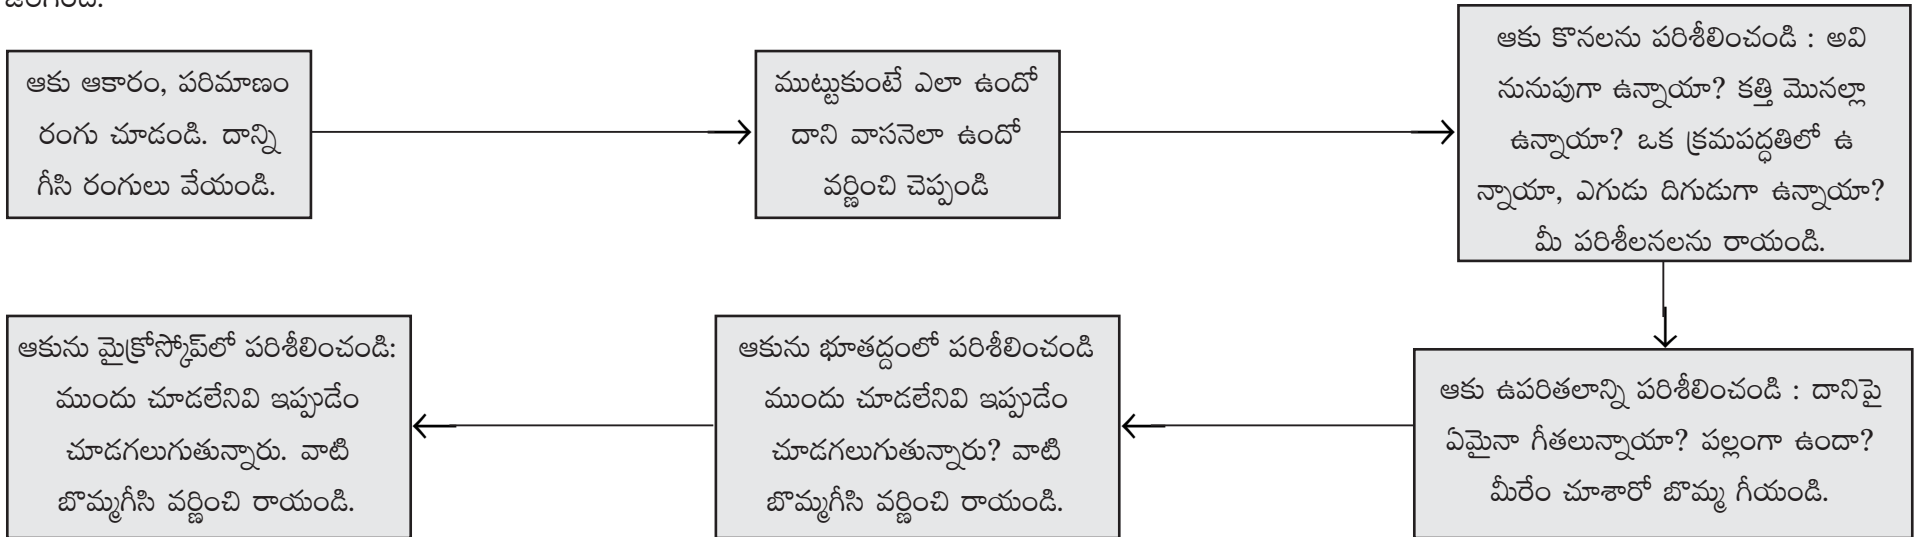 జరిగింది.
ఆకు ఆకారం, పరిమాణం
రంగు చూడండి. దాన్ని
గీసి రంగులు వేయండి.
ముట్టుకుంటే ఎలా ఉందో
దాని వాసనెలా ఉందో
వర్ణించి చెప్పండి
ఆకు కొనలను పరిశీలించండి : అవి
నునుపుగా ఉన్నాయా? కత్తి మొనల్లా
ఉన్నాయా? ఒక క్రమపద్ధతిలో ఉ
న్నాయా, ఎగుడు దిగుడుగా ఉన్నాయా?
మీ పరిశీలనలను రాయండి.
ఆకు ఉపరితలాన్ని పరిశీలించండి : దానిపై
ఏమైనా గీతలున్నాయా? పల్లంగా ఉందా?
మీరేం చూశారో బొమ్మ గీయండి.
ఆకును భూతద్దంలో పరిశీలించండి
ముందు చూడలేనివి ఇప్పుడేం
చూడగలుగుతున్నారు? వాటి
బొమ్మగీసి వర్ణించి రాయండి.
ఆకును మైక్రోస్కోప్‌లో పరిశీలించండి:
ముందు చూడలేనివి ఇప్పుడేం
చూడగలుగుతున్నారు. వాటి
బొమ్మగీసి వర్ణించి రాయండి.